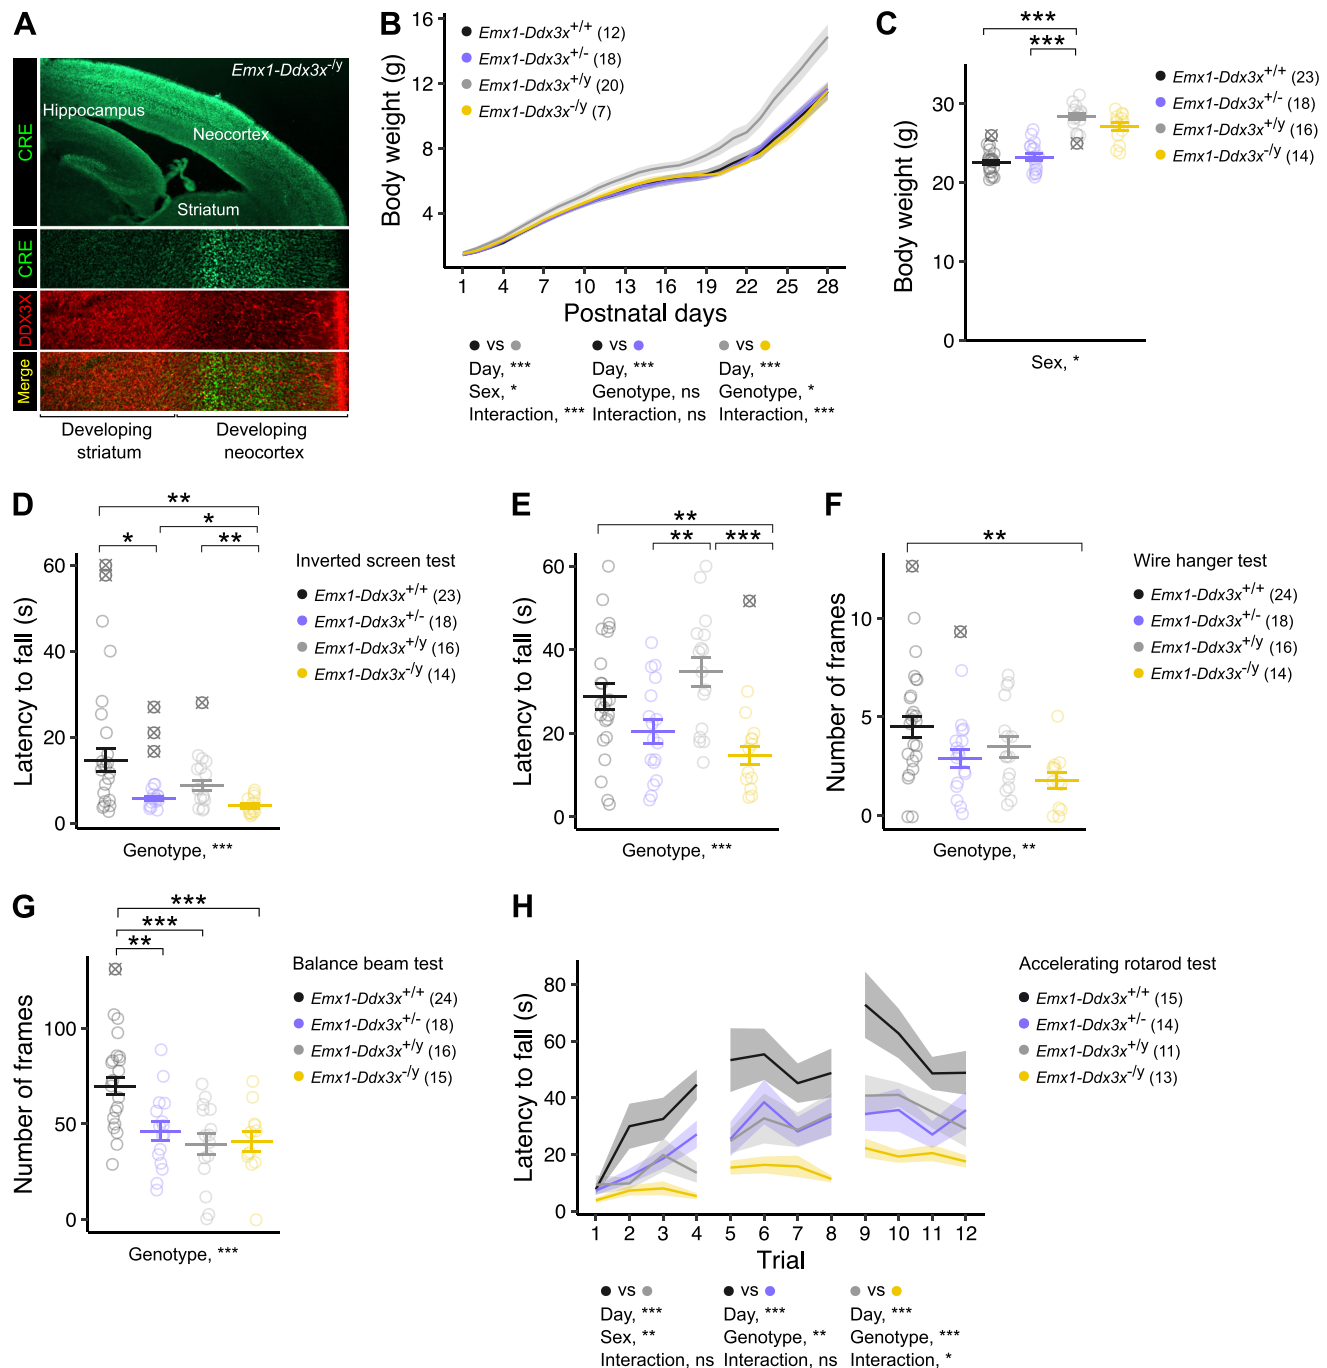 A
Emx1-Ddx3x-/y
Hippocampus
Neocortex
Striatum
CRE
CRE
DDX3X
Merge
Developing striatum
Developing neocortex
B
Body weight (g)
16
12
8
4
Emx1-Ddx3x+/+ (12)
Emx1-Ddx3x+/- (18)
Emx1-Ddx3x+/y (20)
Emx1-Ddx3x-/y (7)
1 4 7 10 13 16 19 22 25 28
Postnatal days
vs
Day, ***
Sex, *
Interaction, ***
vs
Day, ***
Genotype, ns
Interaction, ns
vs
Day, ***
Genotype, *
Interaction, ***
C
Body weight (g)
30
20
10
0
***
***
Emx1-Ddx3x+/+ (23)
Emx1-Ddx3x+/- (18)
Emx1-Ddx3x+/y (16)
Emx1-Ddx3x-/y (14)
Sex, *
D
Latency to fall (s)
60
40
20
0
**
*
*
**
Inverted screen test
Emx1-Ddx3x+/+ (23)
Emx1-Ddx3x+/- (18)
Emx1-Ddx3x+/y (16)
Emx1-Ddx3x-/y (14)
Genotype, ***
E
Latency to fall (s)
60
40
20
0
**
**
***
Genotype, ***
F
Number of frames
10
5
0
**
Wire hanger test
Emx1-Ddx3x+/+ (24)
Emx1-Ddx3x+/- (18)
Emx1-Ddx3x+/y (16)
Emx1-Ddx3x-/y (14)
Genotype, **
G
Number of frames
100
50
0
***
***
**
Balance beam test
Emx1-Ddx3x+/+ (24)
Emx1-Ddx3x+/- (18)
Emx1-Ddx3x+/y (16)
Emx1-Ddx3x-/y (15)
Genotype, ***
H
Latency to fall (s)
80
60
40
20
0
1 2 3 4 5 6 7 8 9 10 11 12
Trial
Accelerating rotarod test
Emx1-Ddx3x+/+ (15)
Emx1-Ddx3x+/- (14)
Emx1-Ddx3x+/y (11)
Emx1-Ddx3x-/y (13)
vs
Day, ***
Sex, **
Interaction, ns
vs
Day, ***
Genotype, **
Interaction, ns
vs
Day, ***
Genotype, ***
Interaction, *